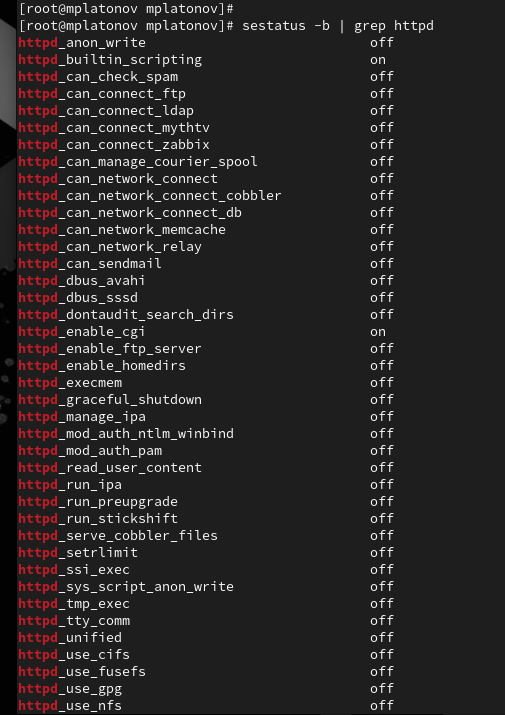 [root@mplatonov mplatonov]#
[root@mplatonov mplatonov]# sestatus -b | grep httpd
httpd_anon_write off
httpd_builtin_scripting on
httpd_can_check_spam off
httpd_can_connect_ftp off
httpd_can_connect_ldap off
httpd_can_connect_mythtv off
httpd_can_connect_zabbix off
httpd_can_manage_courier_spool off
httpd_can_network_connect off
httpd_can_network_connect_cobbler off
httpd_can_network_connect_db off
httpd_can_network_memcache off
httpd_can_network_relay off
httpd_can_sendmail off
httpd_dbus_avahi off
httpd_dbus_sssd off
httpd_dontaudit_search_dirs off
httpd_enable_cgi on
httpd_enable_ftp_server off
httpd_enable_homedirs off
httpd_execmem off
httpd_graceful_shutdown off
httpd_manage_ipa off
httpd_mod_auth_ntlm_winbind off
httpd_mod_auth_pam off
httpd_read_user_content off
httpd_run_ipa off
httpd_run_preupgrade off
httpd_run_stickshift off
httpd_serve_cobbler_files off
httpd_setrlimit off
httpd_ssi_exec off
httpd_sys_script_anon_write off
httpd_tmp_exec off
httpd_tty_comm off
httpd_unified off
httpd_use_cifs off
httpd_use_fusefs off
httpd_use_gpg off
httpd_use_nfs off